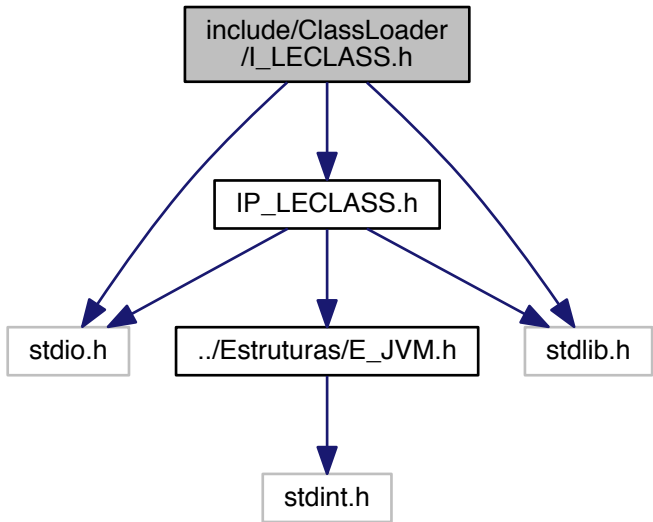 include/ClassLoader
/I_LECLASS.h
IP_LECLASS.h
stdio.h
../Estruturas/E_JVM.h
stdlib.h
stdint.h